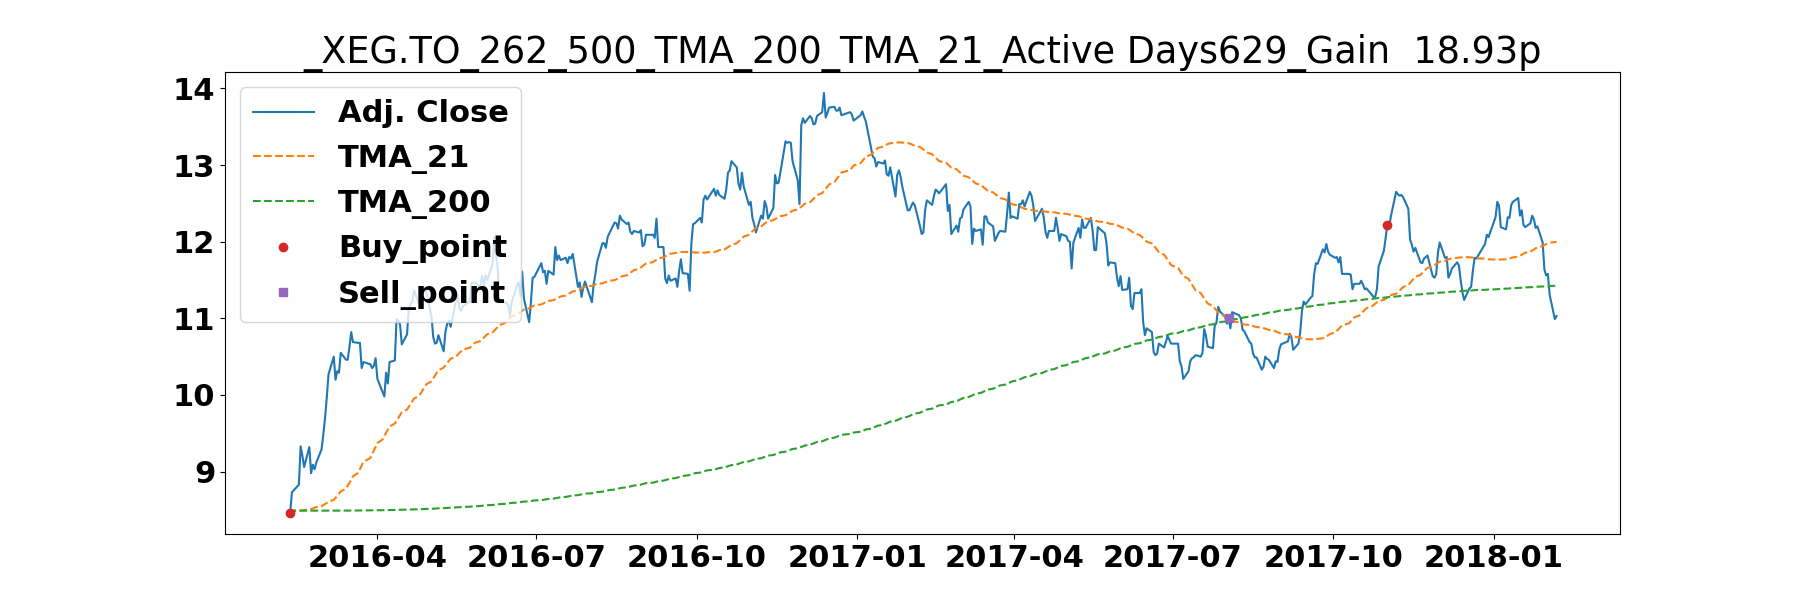 _XEG.TO_262_500_TMA_200_TMA_21_Active Days629_Gain  18.93p
14
13
12
11
10
9
Adj. Close
TMA_21
TMA_200
Buy_point
Sell_point
2016-04
2016-07
2016-10
2017-01
2017-04
2017-07
2017-10
2018-01